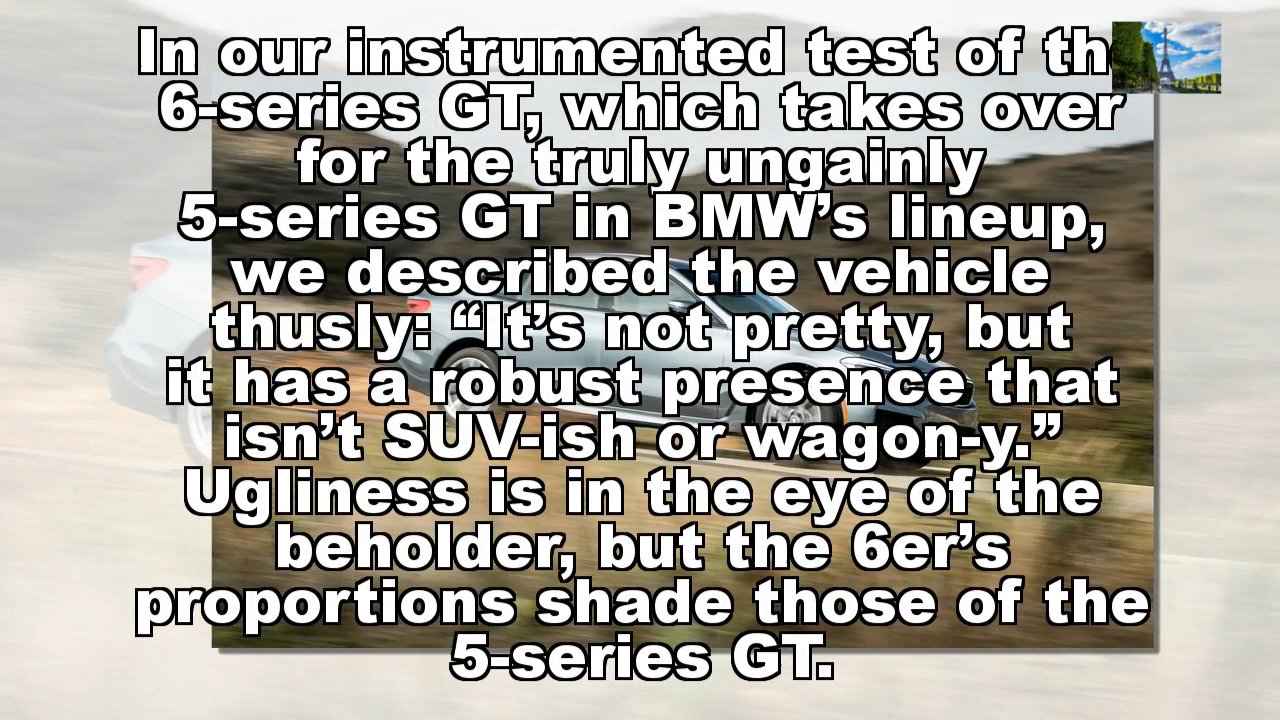 In our instrumented test of th
6-series GT, which takes over
for the truly ungainly
5-series GT in BMW’s lineup,
we described the vehicle
thusly: “It’s not pretty, but
it has a robust presence that
isn’t SUV-ish or wagon-y.”
Ugliness is in the eye of the
beholder, but the 6er’s
proportions shade those of the
5-series GT.